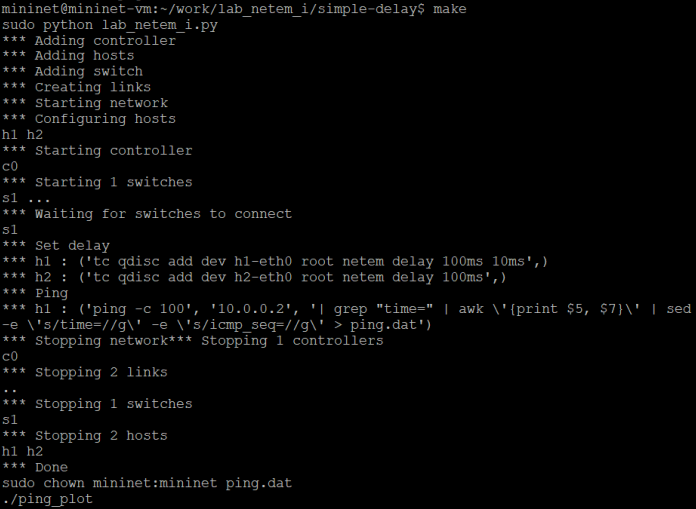 mininet@mininet-vm:~/work/lab_netem_i/simple-delay$ make
sudo python lab_netem_i.py
*** Adding controller
*** Adding hosts
*** Adding switch
*** Creating links
*** Starting network
*** Configuring hosts
h1 h2
*** Starting controller
c0
*** Starting 1 switches
s1 ...
*** Waiting for switches to connect
s1
*** Set delay
*** h1 : ('tc qdisc add dev h1-eth0 root netem delay 100ms 10ms',)
*** h2 : ('tc qdisc add dev h2-eth0 root netem delay 100ms',)
*** Ping
*** h1 : ('ping -c 100', '10.0.0.2', '| grep "time=" | awk \'{print $5, $7}\' | sed
-e \'s/time=//g\' -e \'s/icmp_seq=//g\' > ping.dat')
*** Stopping network*** Stopping 1 controllers
c0
*** Stopping 2 links
..
*** Stopping 1 switches
s1
*** Stopping 2 hosts
h1 h2
*** Done
sudo chown mininet:mininet ping.dat
./ping_plot